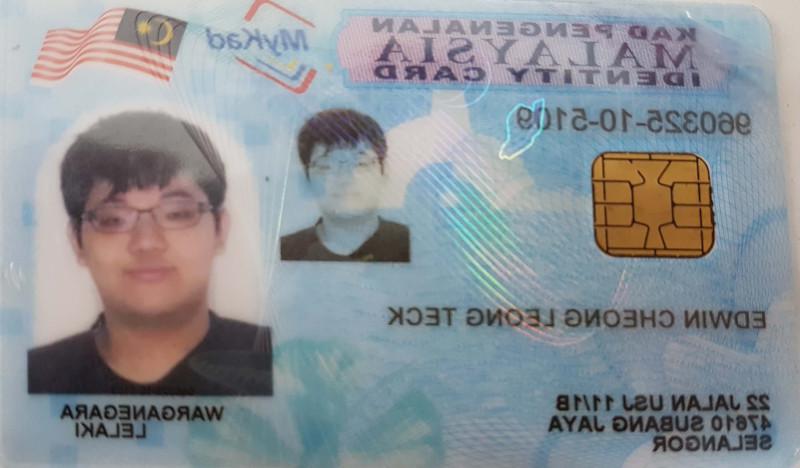 MyKad
KAD PENGENALAN
MALAYSIA
IDENTITY CARD
960325-10-5109
EDWIN CHEONG LEONG TECK
22 JALAN USJ 11/1B
47610 SUBANG JAYA
SELANGOR
WARGANEGARA
LELAKI